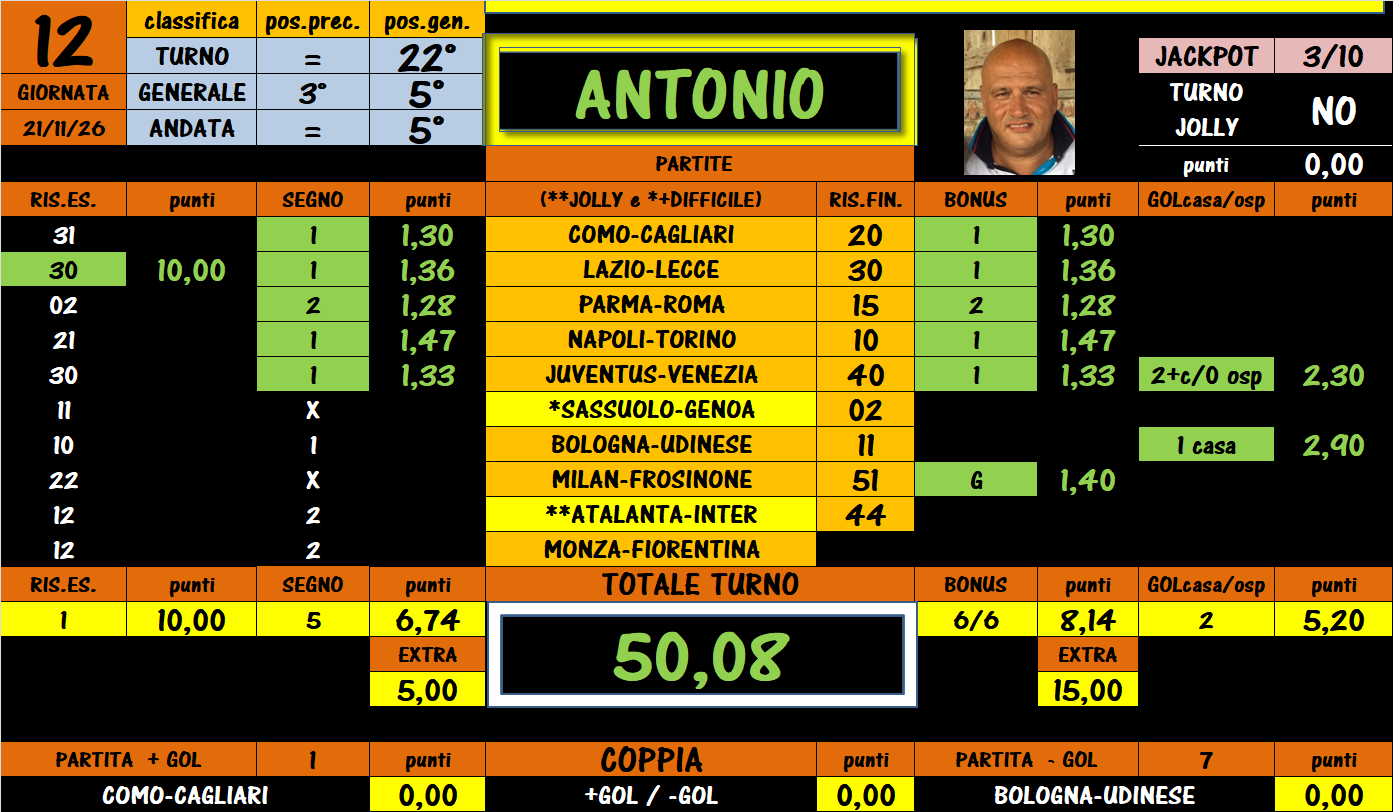 12 classifica pos.prec. pos.gen.
TURNO = 22°
GIORNATA GENERALE 3° 5°
21/11/26 ANDATA = 5°
ANTONIO
JACKPOT 3/10
TURNO JOLLY NO
punti 0,00
PARTITE
RIS.ES. punti SEGNO punti (**JOLLY e *+DIFFICILE) RIS.FIN. BONUS punti GOLcasa/osp punti
31 1 1,30 COMO-CAGLIARI 20 1 1,30
30 10,00 1 1,36 LAZIO-LECCE 30 1 1,36
02 2 1,28 PARMA-ROMA 15 2 1,28
21 1 1,47 NAPOLI-TORINO 10 1 1,47
30 1 1,33 JUVENTUS-VENEZIA 40 1 1,33 2+c/0 osp 2,30
11 X *SASSUOLO-GENOA 02
10 1 BOLOGNA-UDINESE 11 1 casa 2,90
22 X MILAN-FROSINONE 51 G 1,40
12 2 **ATALANTA-INTER 44
12 2 MONZA-FIORENTINA
RIS.ES. punti SEGNO punti TOTALE TURNO BONUS punti GOLcasa/osp punti
1 10,00 5 6,74 50,08 6/6 8,14 2 5,20
EXTRA EXTRA
5,00 15,00
PARTITA + GOL 1 punti COPPIA punti PARTITA - GOL 7 punti
COMO-CAGLIARI 0,00 +GOL / -GOL 0,00 BOLOGNA-UDINESE 0,00